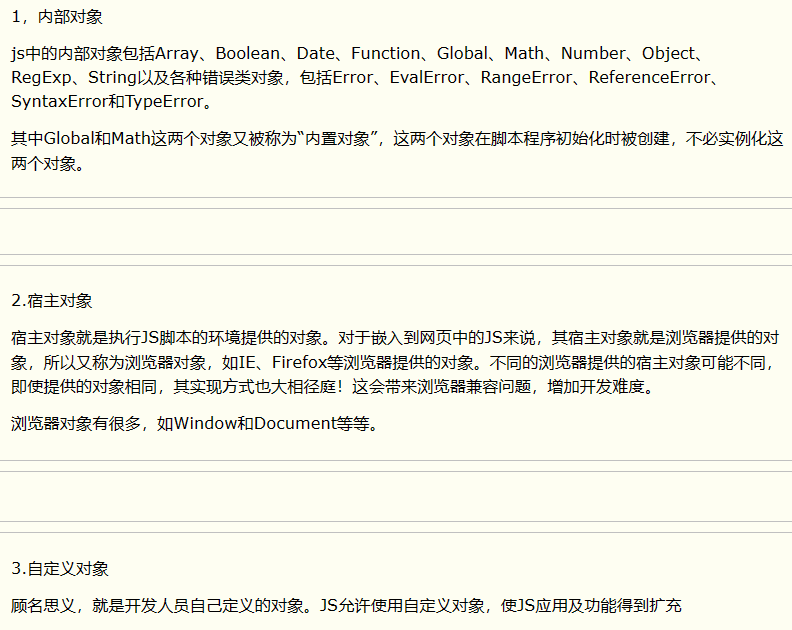 1，内部对象
js中的内部对象包括Array、Boolean、Date、Function、Global、Math、Number、Object、
RegExp、String以及各种错误类对象，包括Error、EvalError、RangeError、ReferenceError、
SyntaxError和TypeError。
其中Global和Math这两个对象又被称为“内置对象”，这两个对象在脚本程序初始化时被创建，不必实例化这
两个对象。
2.宿主对象
宿主对象就是执行JS脚本的环境提供的对象。对于嵌入到网页中的JS来说，其宿主对象就是浏览器提供的对
象，所以又称为浏览器对象，如IE、Firefox等浏览器提供的对象。不同的浏览器提供的宿主对象可能不同，
即使提供的对象相同，其实现方式也大相径庭！这会带来浏览器兼容问题，增加开发难度。
浏览器对象有很多，如Window和Document等等。
3.自定义对象
顾名思义，就是开发人员自己定义的对象。JS允许使用自定义对象，使JS应用及功能得到扩充